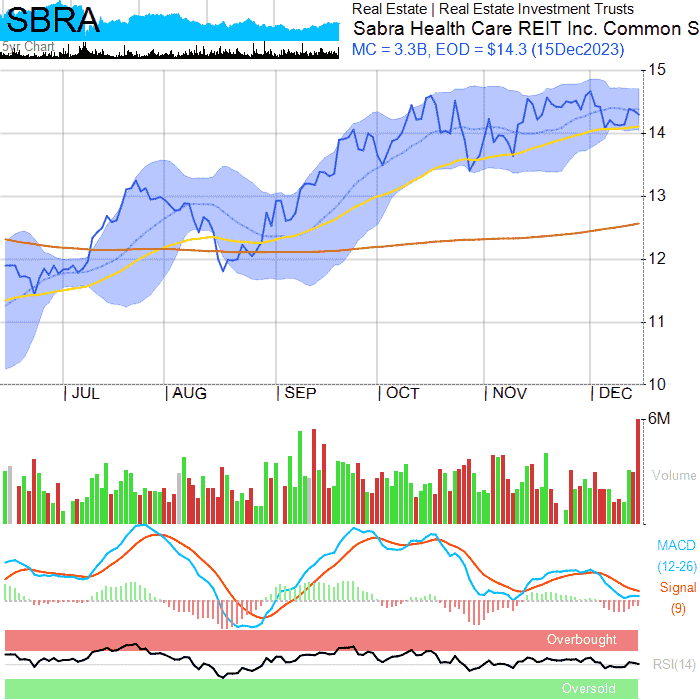 SBRA
5yr Chart
Real Estate | Real Estate Investment Trusts
Sabra Health Care REIT Inc. Common S
MC = 3.3B, EOD = $14.3 (15Dec2023)
15
14
13
12
11
10
JUL AUG SEP OCT NOV DEC
6M
Volume
MACD
(12-26)
Signal
(9)
Overbought
RSI(14)
Oversold